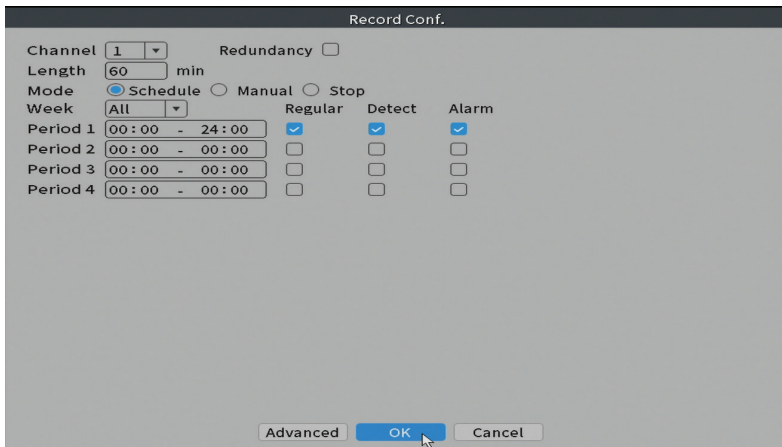 Record Conf.
Channel 1 Redundancy
Length 60 min
Mode Schedule Manual Stop
Week All Regular Detect Alarm
Period 1 00:00 - 24:00
Period 2 00:00 - 00:00
Period 3 00:00 - 00:00
Period 4 00:00 - 00:00
Advanced OK Cancel